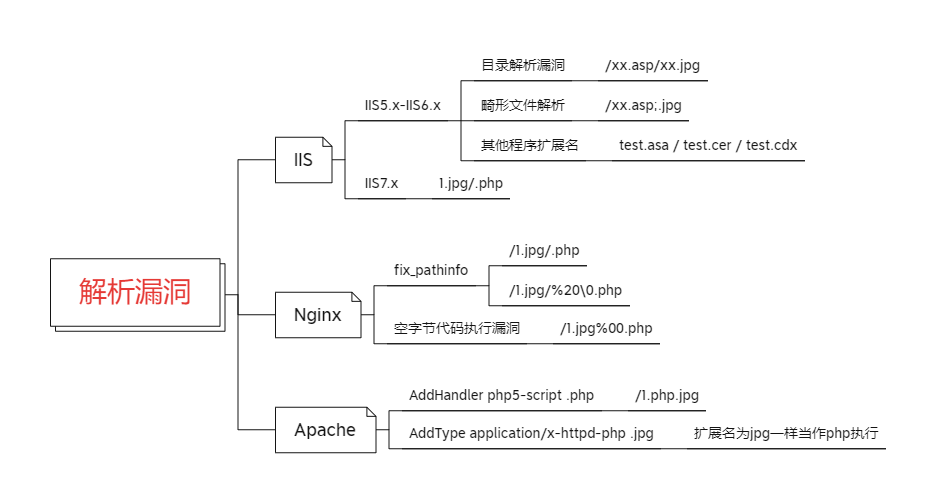 解析漏洞
IIS
IIS5.x-IIS6.x
目录解析漏洞
/xx.asp/xx.jpg
畸形文件解析
/xx.asp;.jpg
其他程序扩展名
test.asa / test.cer / test.cdx
IIS7.x
1.jpg/.php
Nginx
fix_pathinfo
/1.jpg/.php
/1.jpg/%20\0.php
空字节代码执行漏洞
/1.jpg%00.php
Apache
AddHandler php5-script .php
/1.php.jpg
AddType application/x-httpd-php .jpg
扩展名为jpg一样当作php执行